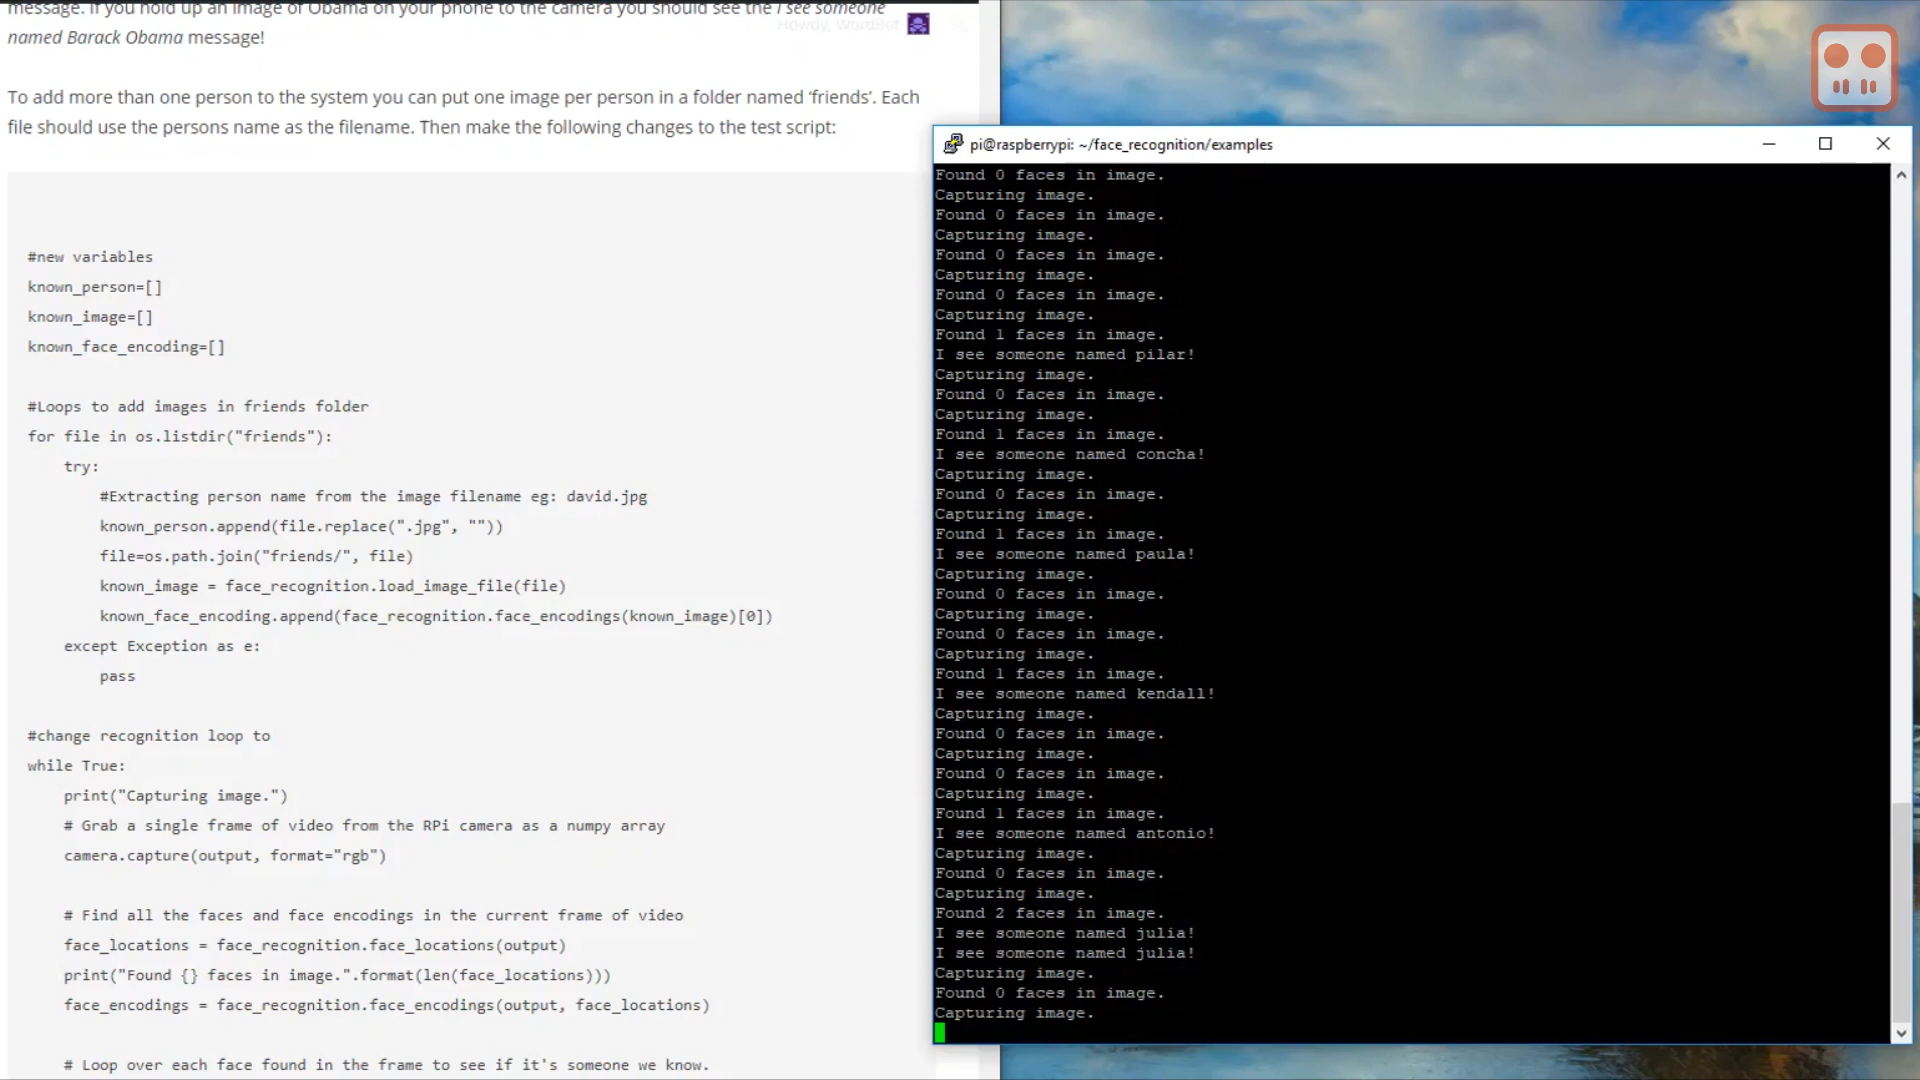 message. If you hold up an image of Obama on your phone to the camera you should see the I see someone
Howdy, WordBot
named Barack Obama message!
To add more than one person to the system you can put one image per person in a folder named ‘friends’. Each
file should use the persons name as the filename. Then make the following changes to the test script:
#new variables
known_person=[]
known_image=[]
known_face_encoding=[]
#Loops to add images in friends folder
for file in os.listdir("friends"):
try:
#Extracting person name from the image filename eg: david.jpg
known_person.append(file.replace(".jpg", ""))
file=os.path.join("friends/", file)
known_image = face_recognition.load_image_file(file)
known_face_encoding.append(face_recognition.face_encodings(known_image)[0])
except Exception as e:
pass
#change recognition loop to
while True:
print("Capturing image.")
# Grab a single frame of video from the RPi camera as a numpy array
camera.capture(output, format="rgb")
# Find all the faces and face encodings in the current frame of video
face_locations = face_recognition.face_locations(output)
print("Found {} faces in image.".format(len(face_locations)))
face_encodings = face_recognition.face_encodings(output, face_locations)
# Loop over each face found in the frame to see if it's someone we know.
pi@raspberrypi: ~/face_recognition/examples
Found 0 faces in image.
Capturing image.
Found 0 faces in image.
Capturing image.
Found 0 faces in image.
Capturing image.
Found 0 faces in image.
Capturing image.
Found 1 faces in image.
I see someone named pilar!
Capturing image.
Found 0 faces in image.
Capturing image.
Found 1 faces in image.
I see someone named concha!
Capturing image.
Found 0 faces in image.
Capturing image.
Found 1 faces in image.
I see someone named paula!
Capturing image.
Found 0 faces in image.
Capturing image.
Found 0 faces in image.
Capturing image.
Found 1 faces in image.
I see someone named kendall!
Capturing image.
Found 0 faces in image.
Capturing image.
Found 0 faces in image.
Capturing image.
Found 1 faces in image.
I see someone named antonio!
Capturing image.
Found 0 faces in image.
Capturing image.
Found 2 faces in image.
I see someone named julia!
I see someone named julia!
Capturing image.
Found 0 faces in image.
Capturing image.